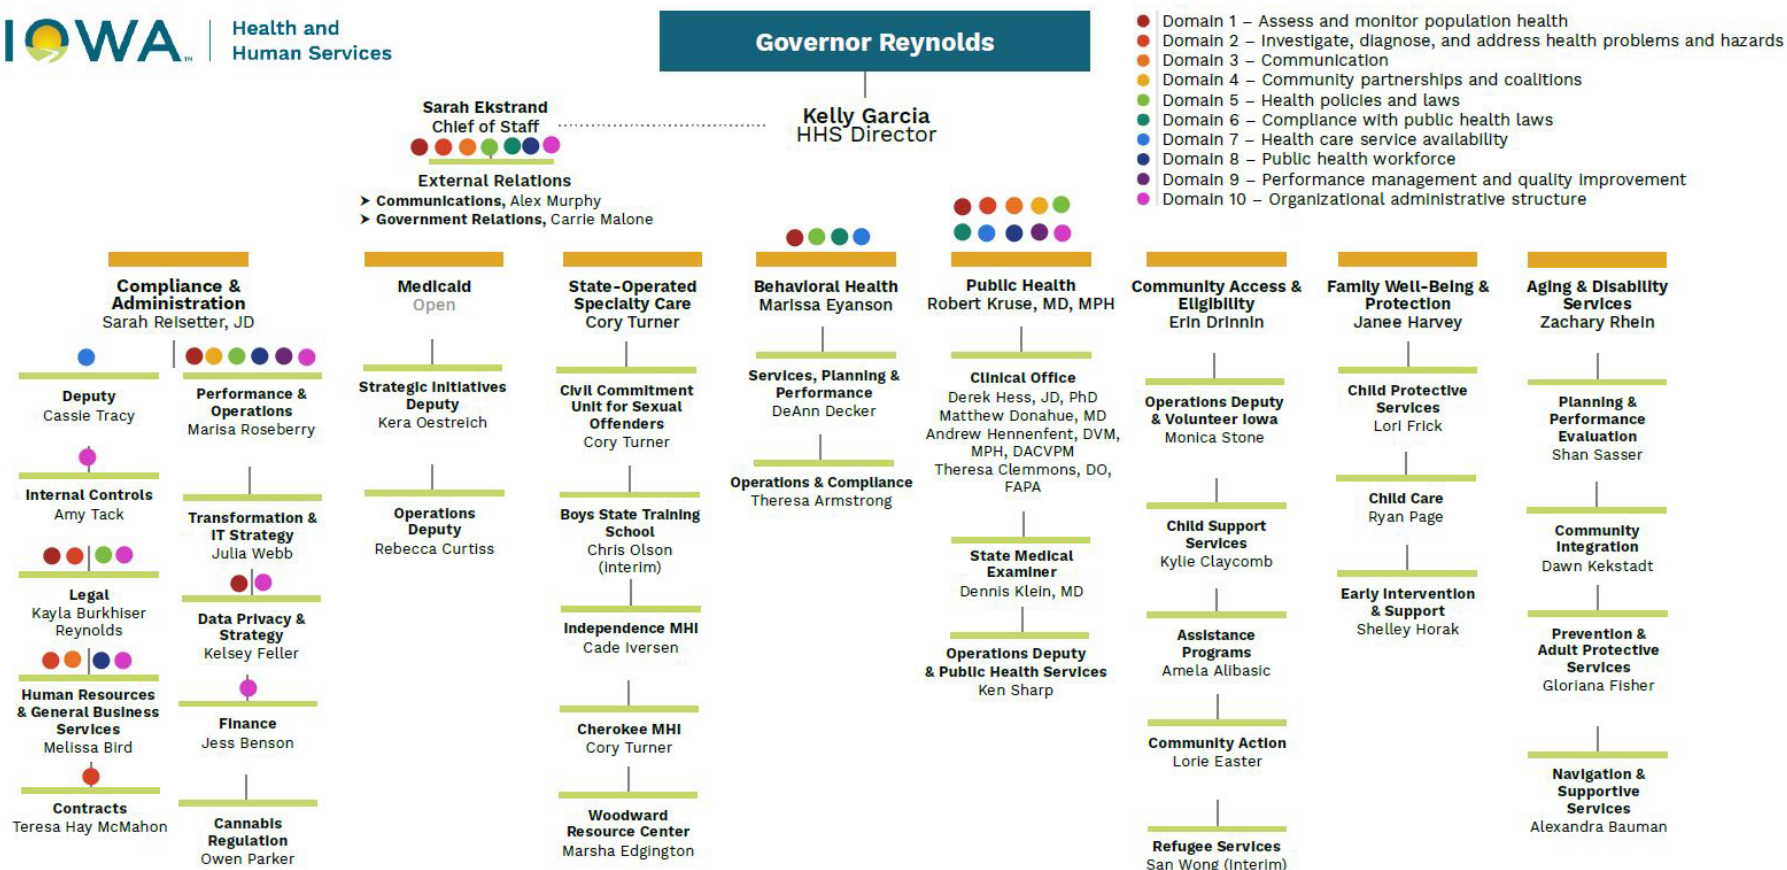 IOWA
TM
Health and
Human Services
Governor Reynolds
Domain 1 – Assess and monitor population health
Domain 2 – Investigate, diagnose, and address health problems and hazards
Domain 3 – Communication
Domain 4 – Community partnerships and coalitions
Domain 5 – Health policies and laws
Domain 6 – Compliance with public health laws
Domain 7 – Health care service availability
Domain 8 – Public health workforce
Domain 9 – Performance management and quality improvement
Domain 10 – Organizational administrative structure
Kelly Garcia
HHS Director
Sarah Ekstrand
Chief of Staff
External Relations
➤ Communications, Alex Murphy
➤ Government Relations, Carrie Malone
Compliance &
Administration
Sarah Reisetter, JD
Deputy
Cassie Tracy
Internal Controls
Amy Tack
Legal
Kayla Burkhiser
Reynolds
Human Resources
& General Business
Services
Melissa Bird
Contracts
Teresa Hay McMahon
Performance &
Operations
Marisa Roseberry
Transformation &
IT Strategy
Julia Webb
Data Privacy &
Strategy
Kelsey Feller
Finance
Jess Benson
Cannabis
Regulation
Owen Parker
Medicaid
Open
Strategic Initiatives
Deputy
Kera Oestreich
Operations
Deputy
Rebecca Curtiss
State-Operated
Specialty Care
Cory Turner
Civil Commitment
Unit for Sexual
Offenders
Cory Turner
Boys State Training
School
Chris Olson
(interim)
Independence MHI
Cade Iversen
Cherokee MHI
Cory Turner
Woodward
Resource Center
Marsha Edgington
Behavioral Health
Marissa Eyanson
Services, Planning &
Performance
DeAnn Decker
Operations & Compliance
Theresa Armstrong
Public Health
Robert Kruse, MD, MPH
Clinical Office
Derek Hess, JD, PhD
Matthew Donahue, MD
Andrew Hennenfent, DVM,
MPH, DACVPM
Theresa Clemmons, DO,
FAPA
State Medical
Examiner
Dennis Klein, MD
Operations Deputy
& Public Health Services
Ken Sharp
Community Access &
Eligibility
Erin Drinnin
Operations Deputy
& Volunteer Iowa
Monica Stone
Child Support
Services
Kylie Claycomb
Assistance
Programs
Amela Alibasic
Community Action
Lorie Easter
Refugee Services
San Wong (Interim)
Family Well-Being &
Protection
Janee Harvey
Child Protective
Services
Lori Frick
Child Care
Ryan Page
Early Intervention
& Support
Shelley Horak
Aging & Disability
Services
Zachary Rhein
Planning &
Performance
Evaluation
Shan Sasser
Community
Integration
Dawn Kekstadt
Prevention &
Adult Protective
Services
Gloriana Fisher
Navigation &
Supportive
Services
Alexandra Bauman